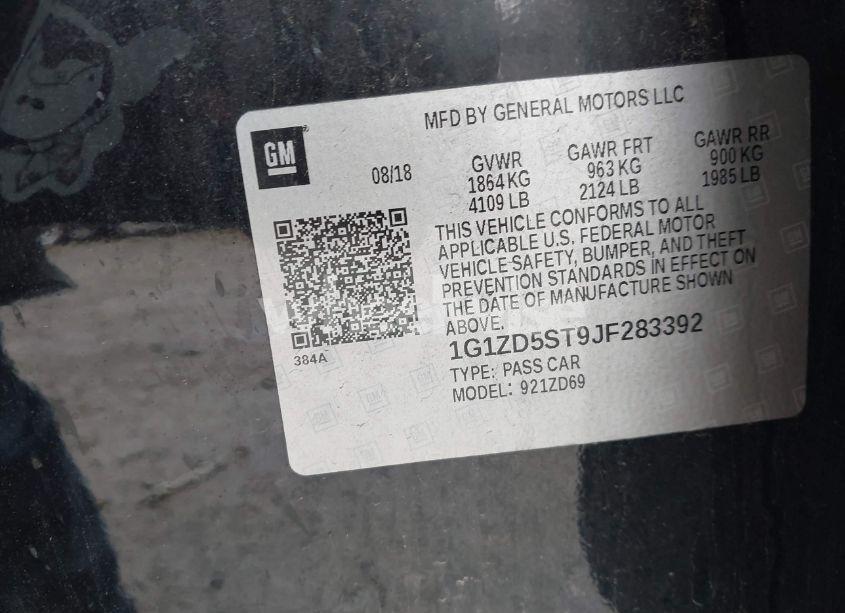 MFD BY GENERAL MOTORS LLC
GM
08/18
GVWR
1864 KG
4109 LB
GAWR FRT
963 KG
2124 LB
GAWR RR
900 KG
1985 LB
THIS VEHICLE CONFORMS TO ALL
APPLICABLE U.S. FEDERAL MOTOR
VEHICLE SAFETY, BUMPER, AND THEFT
PREVENTION STANDARDS IN EFFECT ON
THE DATE OF MANUFACTURE SHOWN
ABOVE.
1G1ZD5ST9JF283392
TYPE: PASS CAR
MODEL: 921ZD69
384A